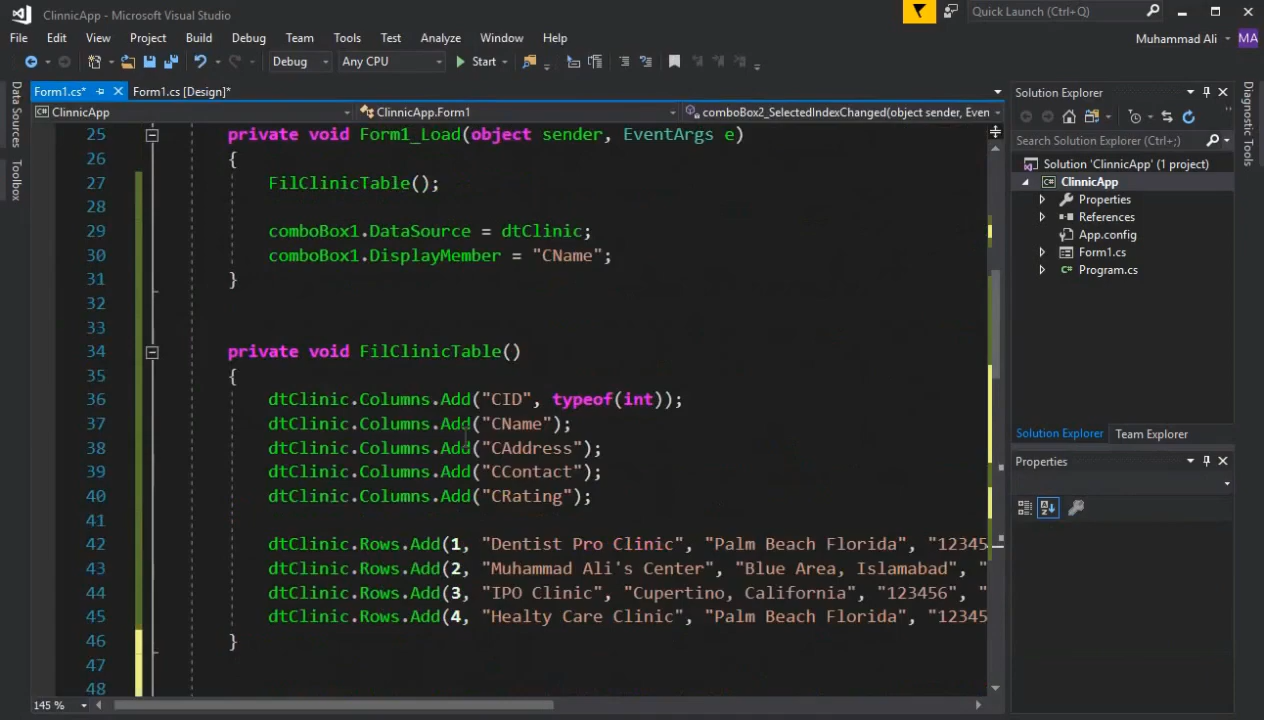 ClinnicApp - Microsoft Visual Studio
Quick Launch (Ctrl+Q)
File Edit View Project Build Debug Team Tools Test Analyze Window Help
Muhammad Ali MA
Debug Any CPU Start
Data Sources
Toolbox
Form1.cs*
Form1.cs [Design]*
ClinnicApp
ClinnicApp.Form1
comboBox2_SelectedIndexChanged(object sender, Even
25 private void Form1_Load(object sender, EventArgs e)
26 {
27 FilClinicTable();
28
29 comboBox1.DataSource = dtClinic;
30 comboBox1.DisplayMember = "CName";
31 }
32
33
34 private void FilClinicTable()
35 {
36 dtClinic.Columns.Add("CID", typeof(int));
37 dtClinic.Columns.Add("CName");
38 dtClinic.Columns.Add("CAddress");
39 dtClinic.Columns.Add("CContact");
40 dtClinic.Columns.Add("CRating");
41
42 dtClinic.Rows.Add(1, "Dentist Pro Clinic", "Palm Beach Florida", "12345
43 dtClinic.Rows.Add(2, "Muhammad Ali's Center", "Blue Area, Islamabad", "
44 dtClinic.Rows.Add(3, "IPO Clinic", "Cupertino, California", "123456", "
45 dtClinic.Rows.Add(4, "Healty Care Clinic", "Palm Beach Florida", "12345
46 }
47
48
145 %
Solution Explorer
Search Solution Explorer (Ctrl+;)
Solution 'ClinnicApp' (1 project)
ClinnicApp
Properties
References
App.config
Form1.cs
Program.cs
Solution Explorer Team Explorer
Properties
Diagnostic Tools